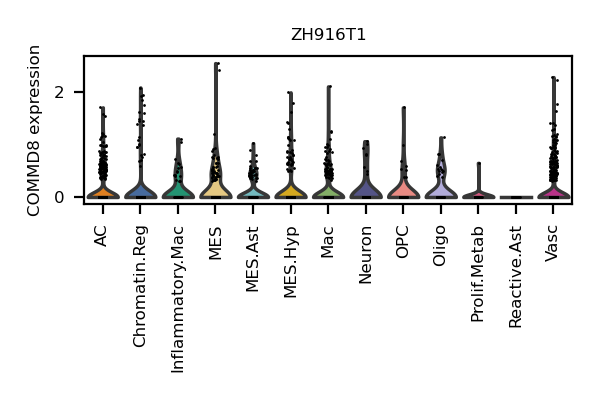 ZH916T1
COMMD8 expression
2
0
AC
Chromatin.Reg
Inflammatory.Mac
MES
MES.Ast
MES.Hyp
Mac
Neuron
OPC
Oligo
Prolif.Metab
Reactive.Ast
Vasc